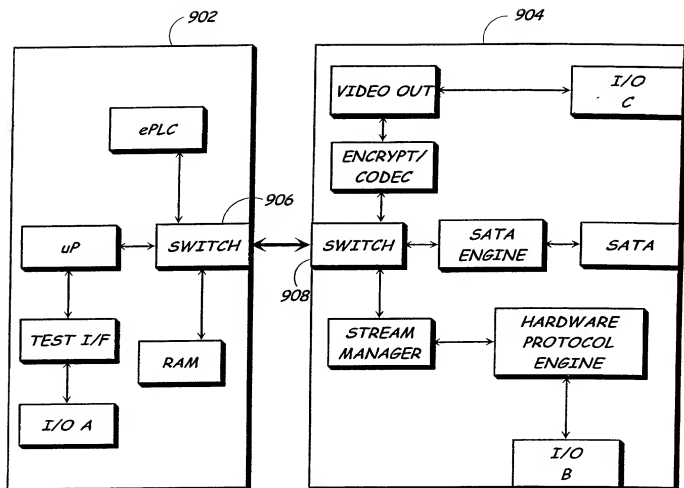 902
904
ePLC
906
uP
SWITCH
TEST I/F
RAM
I/O A
VIDEO OUT
I/O
C
ENCRYPT/
CODEC
SWITCH
908
SATA
ENGINE
SATA
STREAM
MANAGER
HARDWARE
PROTOCOL
ENGINE
I/O
B